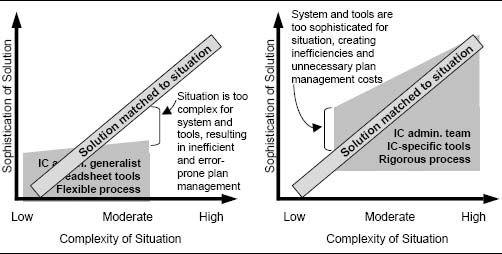 Sophistication of Solution
Solution matched to situation
Situation is too
complex for
system and
tools, resulting
in inefficient
and error-
prone plan
management
IC generalist
tools
Flexible process
Low
Moderate
High
Complexity of Situation
System and tools are
too sophisticated for
situation, creating
inefficiencies and
unnecessary plan
management costs
Sophistication of Solution
Solution matched to situation
IC admin. team
IC-specific tools
Rigorous process
Low
Moderate
High
Complexity of Situation